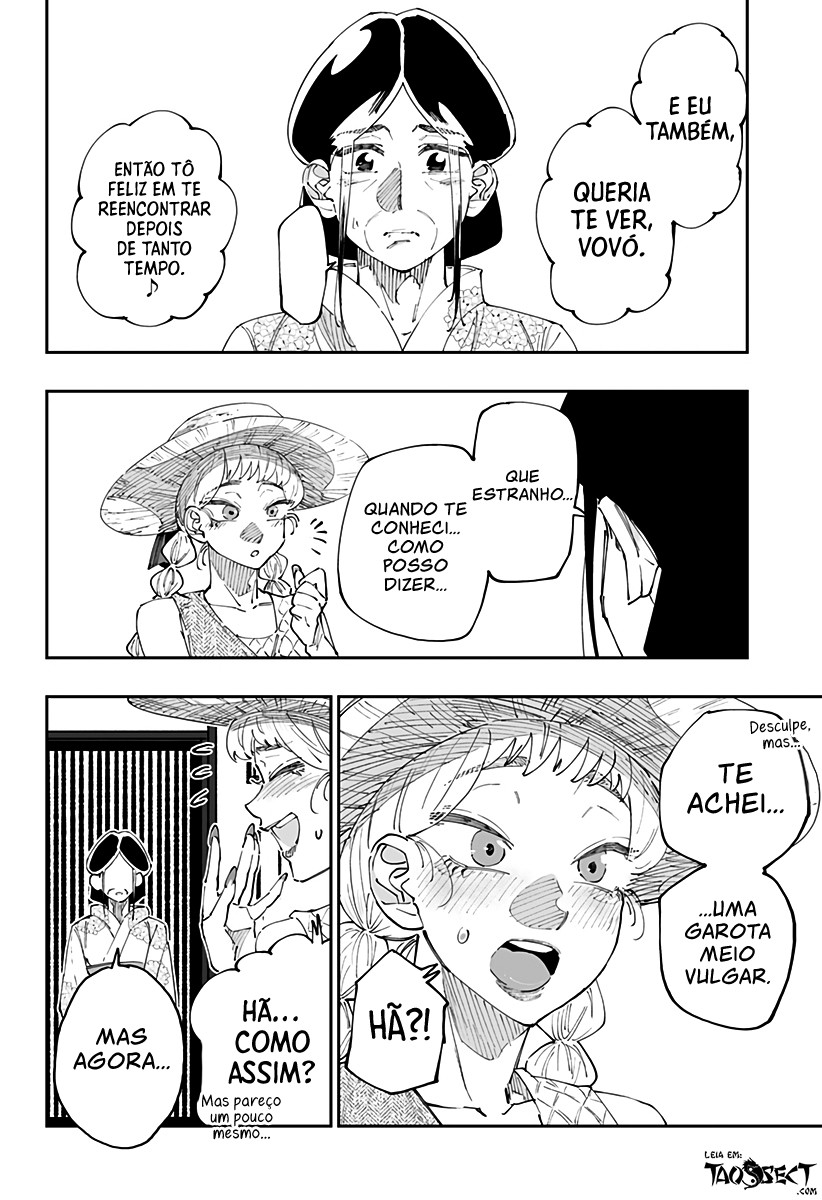 E EU
TAMBÉM,
QUERIA
TE VER,
VOVÓ.
ENTÃO TÔ
FELIZ EM TE
REENCONTRAR
DEPOIS
DE TANTO
TEMPO.
♪
QUE
ESTRANHO...
QUANDO TE
CONHECI...
COMO
POSSO
DIZER...
Desculpe,
mas...
TE
ACHEI...
...UMA
GAROTA
MEIO
VULGAR.
HÃ?!
HÃ...
COMO
ASSIM?
Mas pareço
um pouco
mesmo...
MAS
AGORA...
LEIA EM:
TAOSECT
.COM